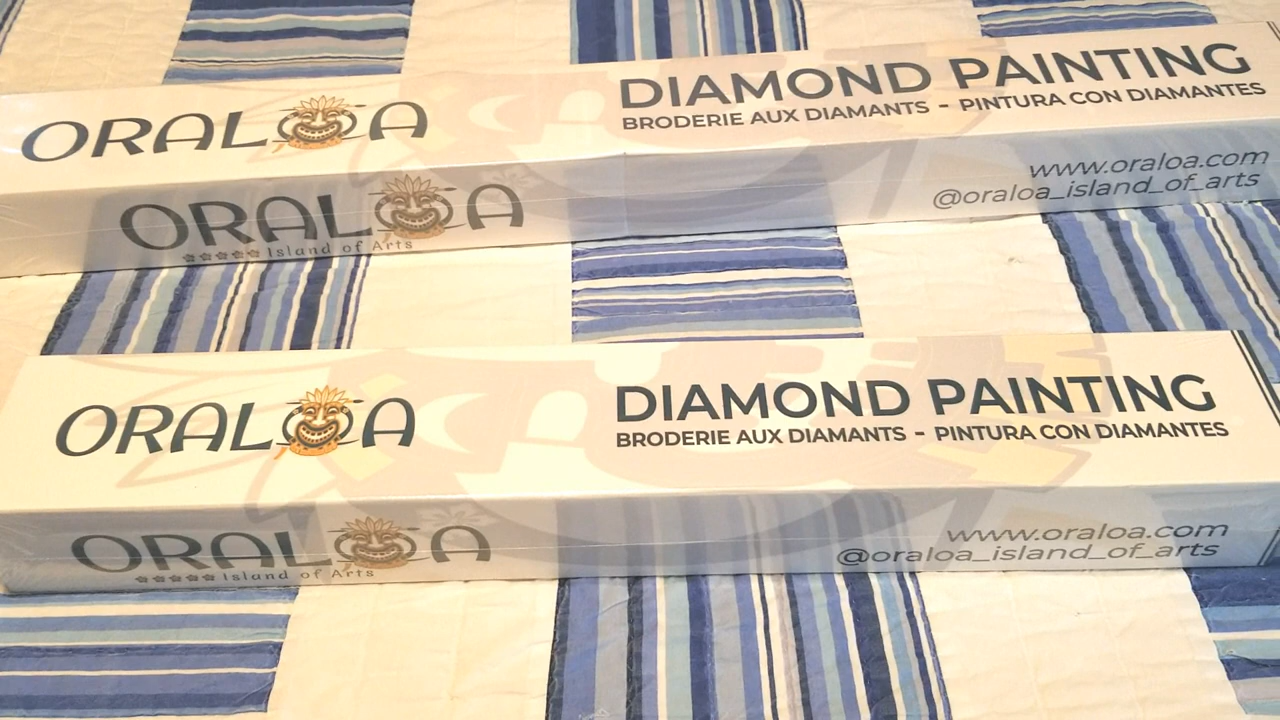 ORALOA
DIAMOND PAINTING
BRODERIE AUX DIAMANTS - PINTURA CON DIAMANTES
ORALOA
Island of Arts
www.oraloa.com
@oraloa_island_of_arts
ORALOA
DIAMOND PAINTING
BRODERIE AUX DIAMANTS - PINTURA CON DIAMANTES
ORALOA
Island of Arts
www.oraloa.com
@oraloa_island_of_arts